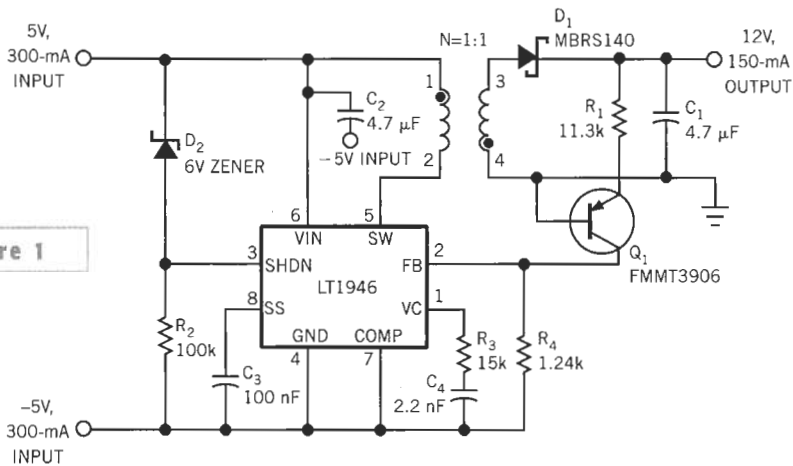 5V,
300-mA
INPUT
N=1:1
D1
MBRS140
12V,
150-mA
OUTPUT
1
2
3
4
C2
4.7 µF
–5V INPUT
R1
11.3k
C1
4.7 µF
D2
6V ZENER
6
VIN
5
SW
3
SHDN
FB
2
Q1
FMMT3906
re 1
LT1946
8
SS
VC
1
GND
4
COMP
7
R2
100k
R3
15k
R4
1.24k
C3
100 nF
C4
2.2 nF
–5V,
300-mA
INPUT